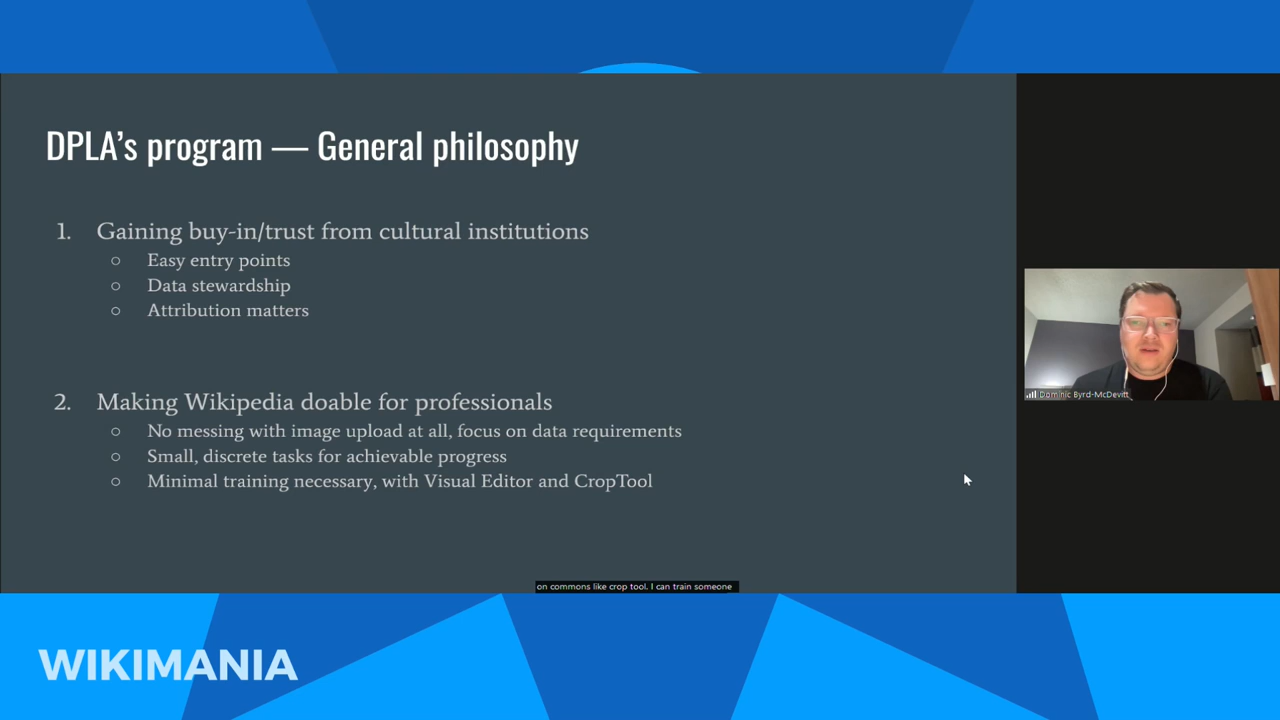 DPLA's program — General philosophy
1. Gaining buy-in/trust from cultural institutions
○ Easy entry points
○ Data stewardship
○ Attribution matters
2. Making Wikipedia doable for professionals
○ No messing with image upload at all, focus on data requirements
○ Small, discrete tasks for achievable progress
○ Minimal training necessary, with Visual Editor and CropTool
Dominic Byrd-McDevitt
on commons like crop tool. I can train someone
WIKIMANIA